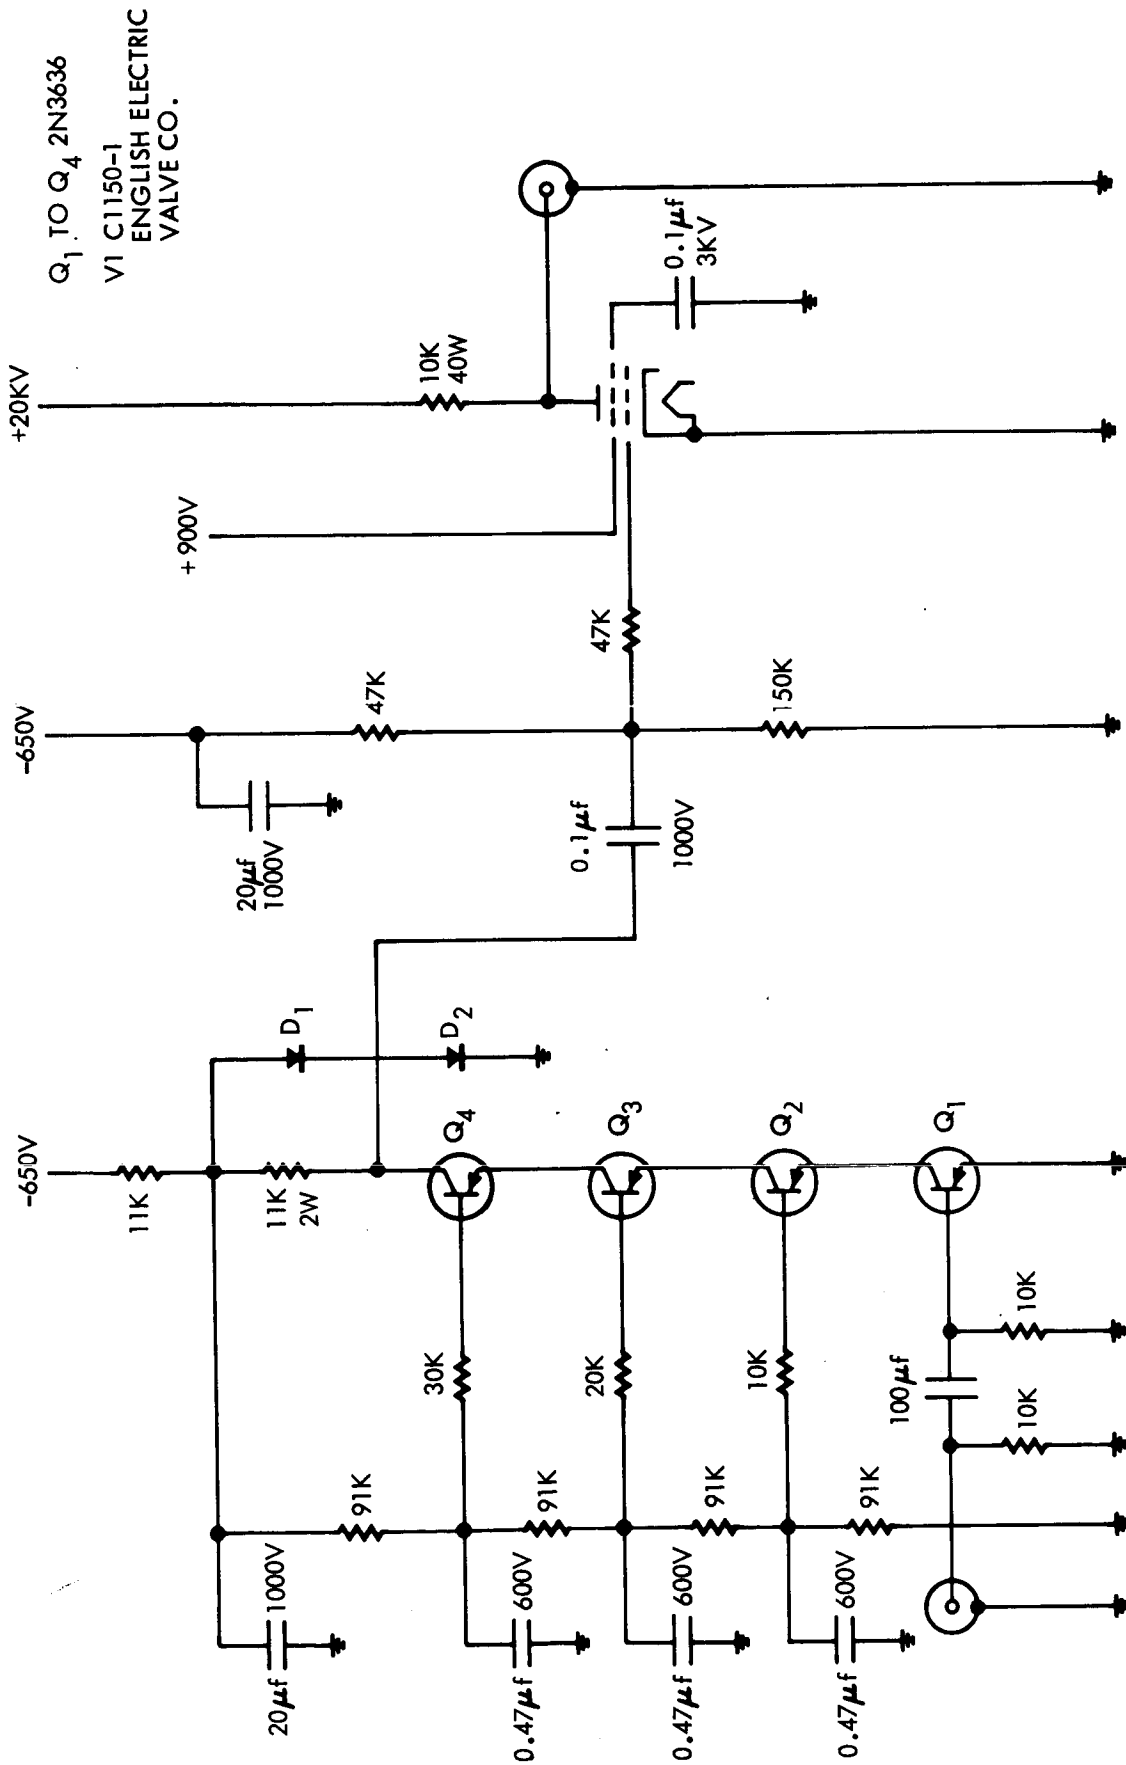 Q1 TO Q4 2N3636
V1 C1150-1
ENGLISH ELECTRIC
VALVE CO.
+20KV
+900V
-650V
-650V
10K
40W
0.1μf
3KV
47K
47K
150K
20μf
1000V
0.1μf
1000V
D1
D2
11K
11K
2W
Q4
Q3
Q2
Q1
30K
20K
10K
100μf
10K
10K
91K
91K
91K
91K
20μf
1000V
0.47μf
600V
0.47μf
600V
0.47μf
600V